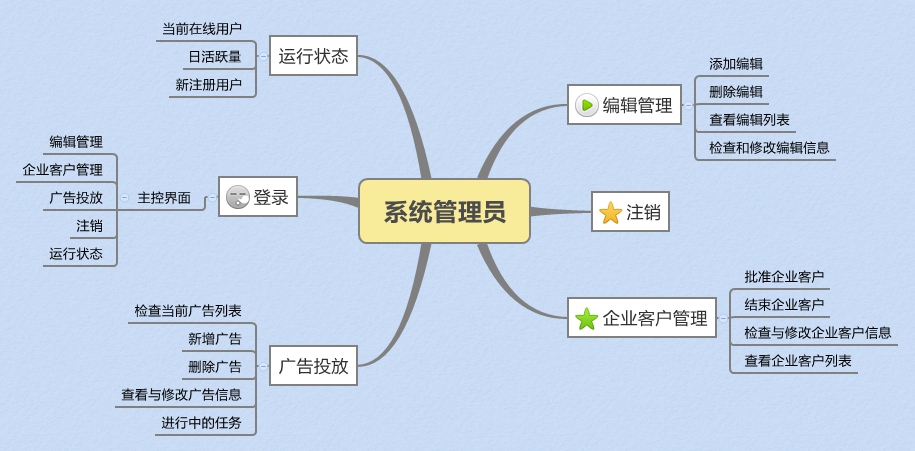 系统管理员
运行状态
当前在线用户
日活跃量
新注册用户
登录
主控界面
编辑管理
企业客户管理
广告投放
注销
运行状态
广告投放
检查当前广告列表
新增广告
删除广告
查看与修改广告信息
进行中的任务
编辑管理
添加编辑
删除编辑
查看编辑列表
检查和修改编辑信息
注销
企业客户管理
批准企业客户
结束企业客户
检查与修改企业客户信息
查看企业客户列表